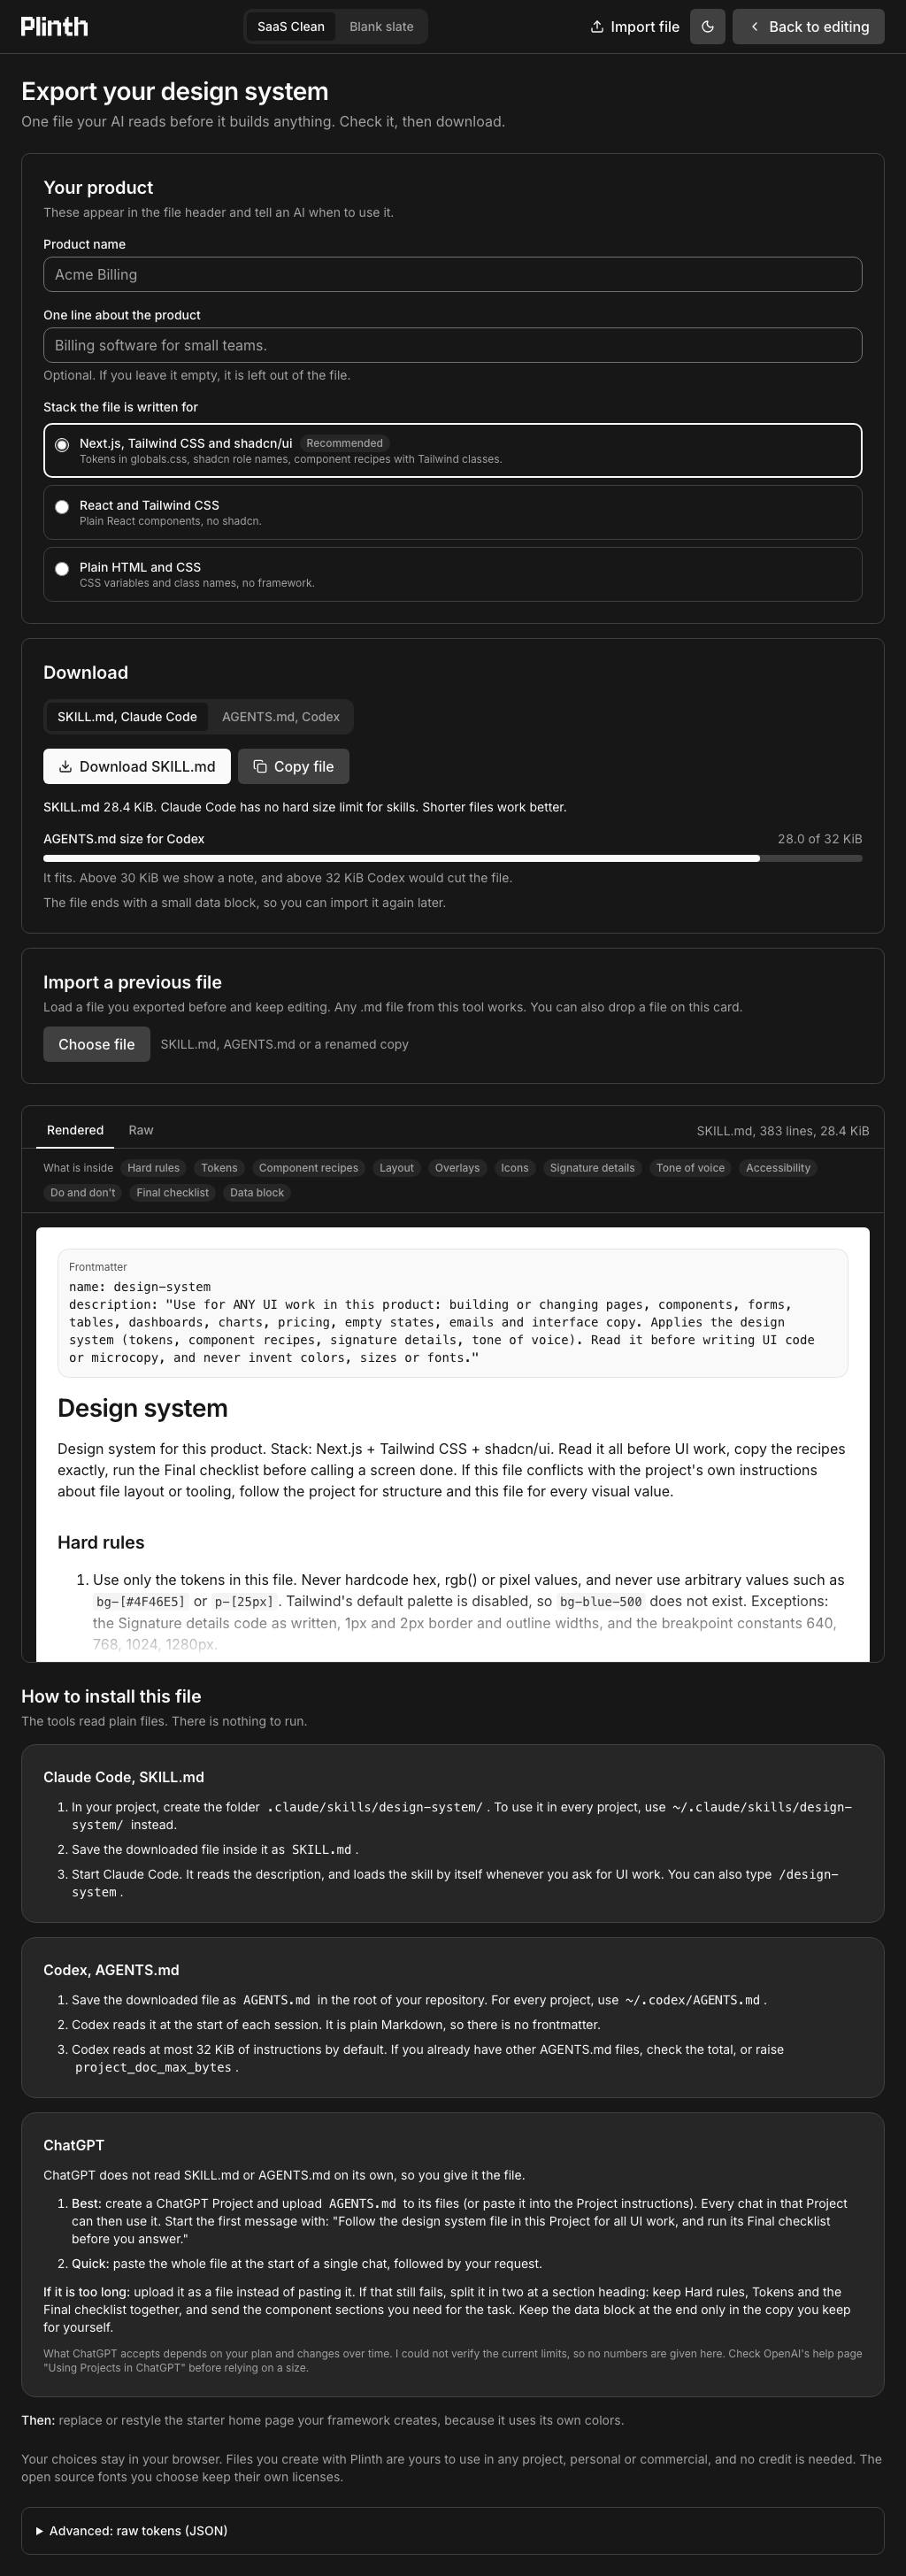 Plinth
SaaS Clean
Blank slate
Import file
Back to editing
Export your design system
One file your AI reads before it builds anything. Check it, then download.
Your product
These appear in the file header and tell an AI when to use it.
Product name
Acme Billing
One line about the product
Billing software for small teams.
Optional. If you leave it empty, it is left out of the file.
Stack the file is written for
Next.js, Tailwind CSS and shadcn/ui Recommended
Tokens in globals.css, shadcn role names, component recipes with Tailwind classes.
React and Tailwind CSS
Plain React components, no shadcn.
Plain HTML and CSS
CSS variables and class names, no framework.
Download
SKILL.md, Claude Code
AGENTS.md, Codex
Download SKILL.md
Copy file
SKILL.md 28.4 KiB. Claude Code has no hard size limit for skills. Shorter files work better.
AGENTS.md size for Codex
28.0 of 32 KiB
It fits. Above 30 KiB we show a note, and above 32 KiB Codex would cut the file.
The file ends with a small data block, so you can import it again later.
Import a previous file
Load a file you exported before and keep editing. Any .md file from this tool works. You can also drop a file on this card.
Choose file
SKILL.md, AGENTS.md or a renamed copy
Rendered
Raw
SKILL.md, 383 lines, 28.4 KiB
What is inside Hard rules Tokens Component recipes Layout Overlays Icons Signature details Tone of voice Accessibility
Do and don't Final checklist Data block
Frontmatter
name: design-system
description: "Use for ANY UI work in this product: building or changing pages, components, forms,
tables, dashboards, charts, pricing, empty states, emails and interface copy. Applies the design
system (tokens, component recipes, signature details, tone of voice). Read it before writing UI code
or microcopy, and never invent colors, sizes or fonts."
Design system
Design system for this product. Stack: Next.js + Tailwind CSS + shadcn/ui. Read it all before UI work, copy the recipes
exactly, run the Final checklist before calling a screen done. If this file conflicts with the project's own instructions
about file layout or tooling, follow the project for structure and this file for every visual value.
Hard rules
1. Use only the tokens in this file. Never hardcode hex, rgb() or pixel values, and never use arbitrary values such as
bg-[#4F46E5] or p-[25px]. Tailwind's default palette is disabled, so bg-blue-500 does not exist. Exceptions:
the Signature details code as written, 1px and 2px border and outline widths, and the breakpoint constants 640,
768, 1024, 1280px.
How to install this file
The tools read plain files. There is nothing to run.
Claude Code, SKILL.md
1. In your project, create the folder .claude/skills/design-system/. To use it in every project, use ~/.claude/skills/design-
system/ instead.
2. Save the downloaded file inside it as SKILL.md.
3. Start Claude Code. It reads the description, and loads the skill by itself whenever you ask for UI work. You can also type /design-
system.
Codex, AGENTS.md
1. Save the downloaded file as AGENTS.md in the root of your repository. For every project, use ~/.codex/AGENTS.md.
2. Codex reads it at the start of each session. It is plain Markdown, so there is no frontmatter.
3. Codex reads at most 32 KiB of instructions by default. If you already have other AGENTS.md files, check the total, or raise
project_doc_max_bytes.
ChatGPT
ChatGPT does not read SKILL.md or AGENTS.md on its own, so you give it the file.
1. Best: create a ChatGPT Project and upload AGENTS.md to its files (or paste it into the Project instructions). Every chat in that Project
can then use it. Start the first message with: "Follow the design system file in this Project for all UI work, and run its Final checklist
before you answer."
2. Quick: paste the whole file at the start of a single chat, followed by your request.
If it is too long: upload it as a file instead of pasting it. If that still fails, split it in two at a section heading: keep Hard rules, Tokens and the
Final checklist together, and send the component sections you need for the task. Keep the data block at the end only in the copy you keep
for yourself.
What ChatGPT accepts depends on your plan and changes over time. I could not verify the current limits, so no numbers are given here. Check OpenAI's help page
"Using Projects in ChatGPT" before relying on a size.
Then: replace or restyle the starter home page your framework creates, because it uses its own colors.
Your choices stay in your browser. Files you create with Plinth are yours to use in any project, personal or commercial, and no credit is needed. The
open source fonts you choose keep their own licenses.
Advanced: raw tokens (JSON)